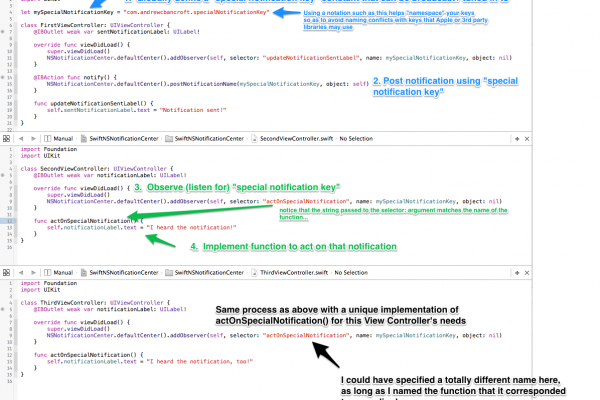 let mySpecialNotificationKey = "com.andrewcbancroft.specialNotificationKey"
Using a notation such as this helps "namespace" your keys
so as to avoid naming conflicts with keys that Apple or 3rd party
libraries may use
class FirstViewController: UIViewController {
@IBOutlet weak var sentNotificationLabel: UILabel!
override func viewDidLoad() {
super.viewDidLoad()
NSNotificationCenter.defaultCenter().addObserver(self, selector: "updateNotificationSentLabel", name: mySpecialNotificationKey, object: nil)
}
@IBAction func notify() {
NSNotificationCenter.defaultCenter().postNotificationName(mySpecialNotificationKey, object: self)
}
2. Post notification using "special
notification key"
func updateNotificationSentLabel() {
self.sentNotificationLabel.text = "Notification sent!"
}
}
Manual SwiftNSNotificationCenter SwiftNSNotificationCenter SecondViewController.swift No Selection
import Foundation
import UIKit
class SecondViewController: UIViewController {
@IBOutlet weak var notificationLabel: UILabel!
override func viewDidLoad() {
3. Observe (listen for) "special notification key"
super.viewDidLoad()
NSNotificationCenter.defaultCenter().addObserver(self, selector: "actOnSpecialNotification", name: mySpecialNotificationKey, object: nil)
}
notice that the string passed to the selector: argument matches the name of the
function...
func actOnSpecialNotification() {
self.notificationLabel.text = "I heard the notification!"
}
}
4. Implement function to act on that notification
Manual SwiftNSNotificationCenter SwiftNSNotificationCenter ThirdViewController.swift No Selection
import Foundation
import UIKit
class ThirdViewController: UIViewController {
@IBOutlet weak var notificationLabel: UILabel!
Same process as above with a unique implementation of
actOnSpecialNotification() for this View Controller's needs
override func viewDidLoad() {
super.viewDidLoad()
NSNotificationCenter.defaultCenter().addObserver(self, selector: "actOnSpecialNotification", name: mySpecialNotificationKey, object: nil)
}
func actOnSpecialNotification() {
self.notificationLabel.text = "I heard the notification, too!"
}
}
I could have specified a totally different name here,
as long as I named the function that it corresponded